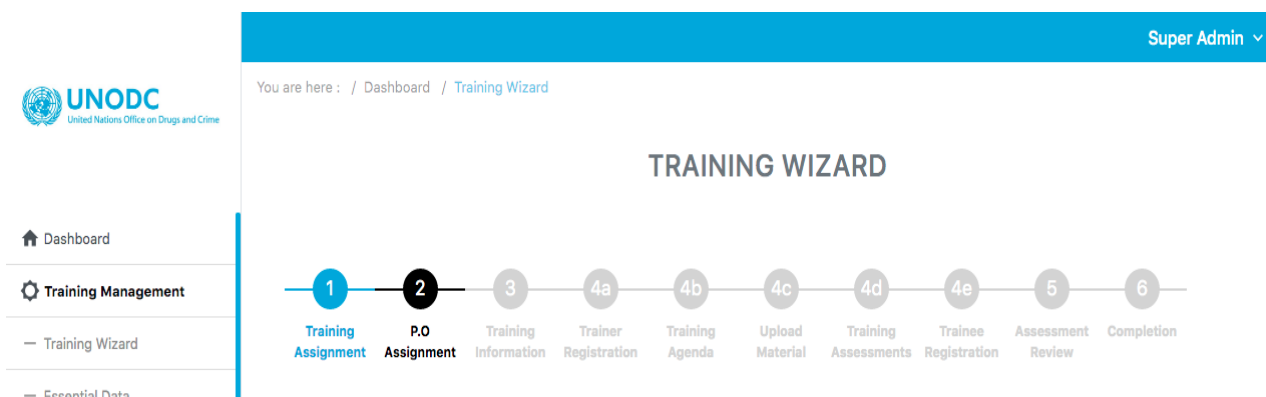 Super Admin
You are here : / Dashboard / Training Wizard
UNODC
United Nations Office on Drugs and Crime
TRAINING WIZARD
Dashboard
Training Management
— Training Wizard
— Essential Data
1 2 3 4a 4b 4c 4d 4e 5 6
Training P.O Training Trainer Training Upload Training Trainee Assessment Completion
Assignment Assignment Information Registration Agenda Material Assessments Registration Review